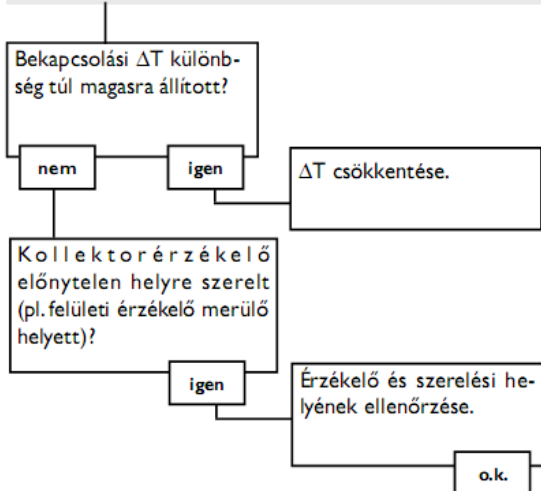 Bekapcsolási ΔT különb-
ség túl magasra állított?
nem
igen
ΔT csökkentése.
Kollektorérzékelő
előnytelen helyre szerelt
(pl. felületi érzékelő merülő
helyett)?
igen
Érzékelő és szerelési he-
lyének ellenőrzése.
o.k.